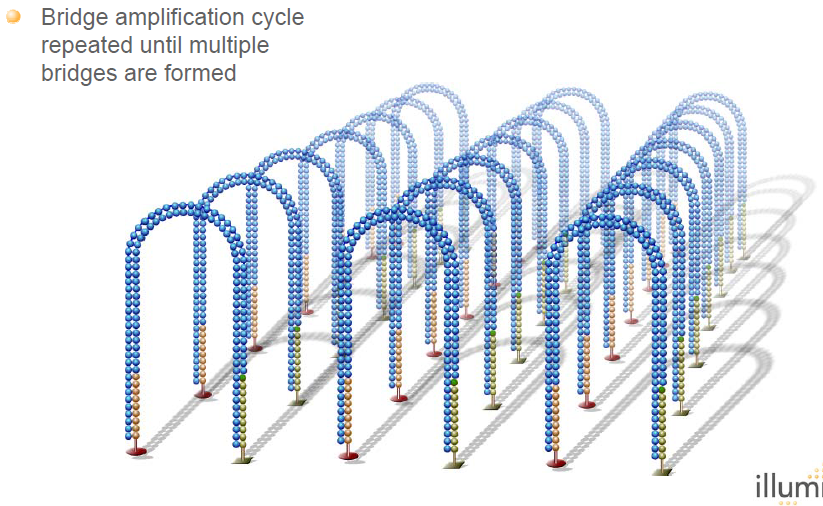 Bridge amplification cycle
repeated until multiple
bridges are formed
illumi